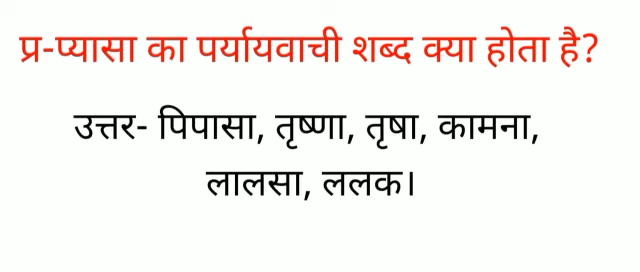 प्र-प्यासा का पर्यायवाची शब्द क्या होता है?
उत्तर- पिपासा, तृष्णा, तृषा, कामना,
लालसा, ललक।